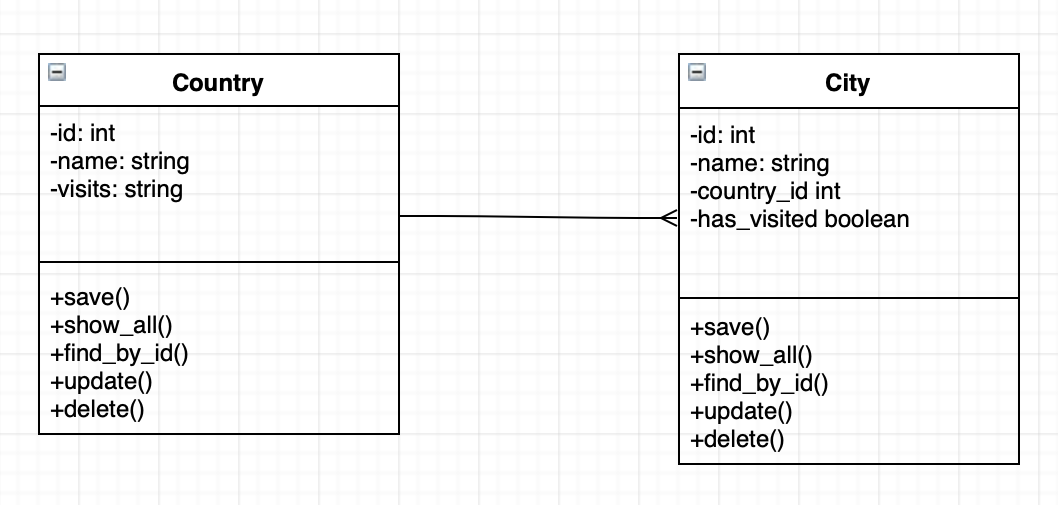 Country
-id: int
-name: string
-visits: string
+save()
+show_all()
+find_by_id()
+update()
+delete()
City
-id: int
-name: string
-country_id int
-has_visited boolean
+save()
+show_all()
+find_by_id()
+update()
+delete()